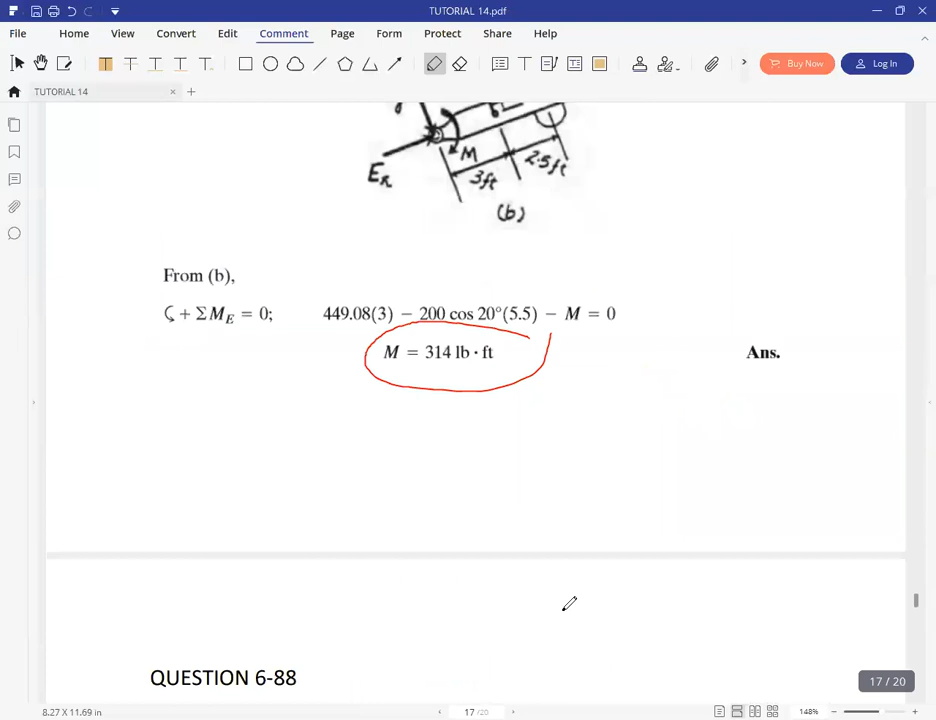 TUTORIAL 14.pdf
File Home View Convert Edit Comment Page Form Protect Share Help
Buy Now Log In
TUTORIAL 14
M
E_R
3ft
2.5ft
(b)
From (b),
↺ + ΣM_E = 0; 449.08(3) − 200 cos 20°(5.5) − M = 0
M = 314 lb · ft Ans.
QUESTION 6-88
17 / 20
8.27 X 11.69 in 17 /20 148%